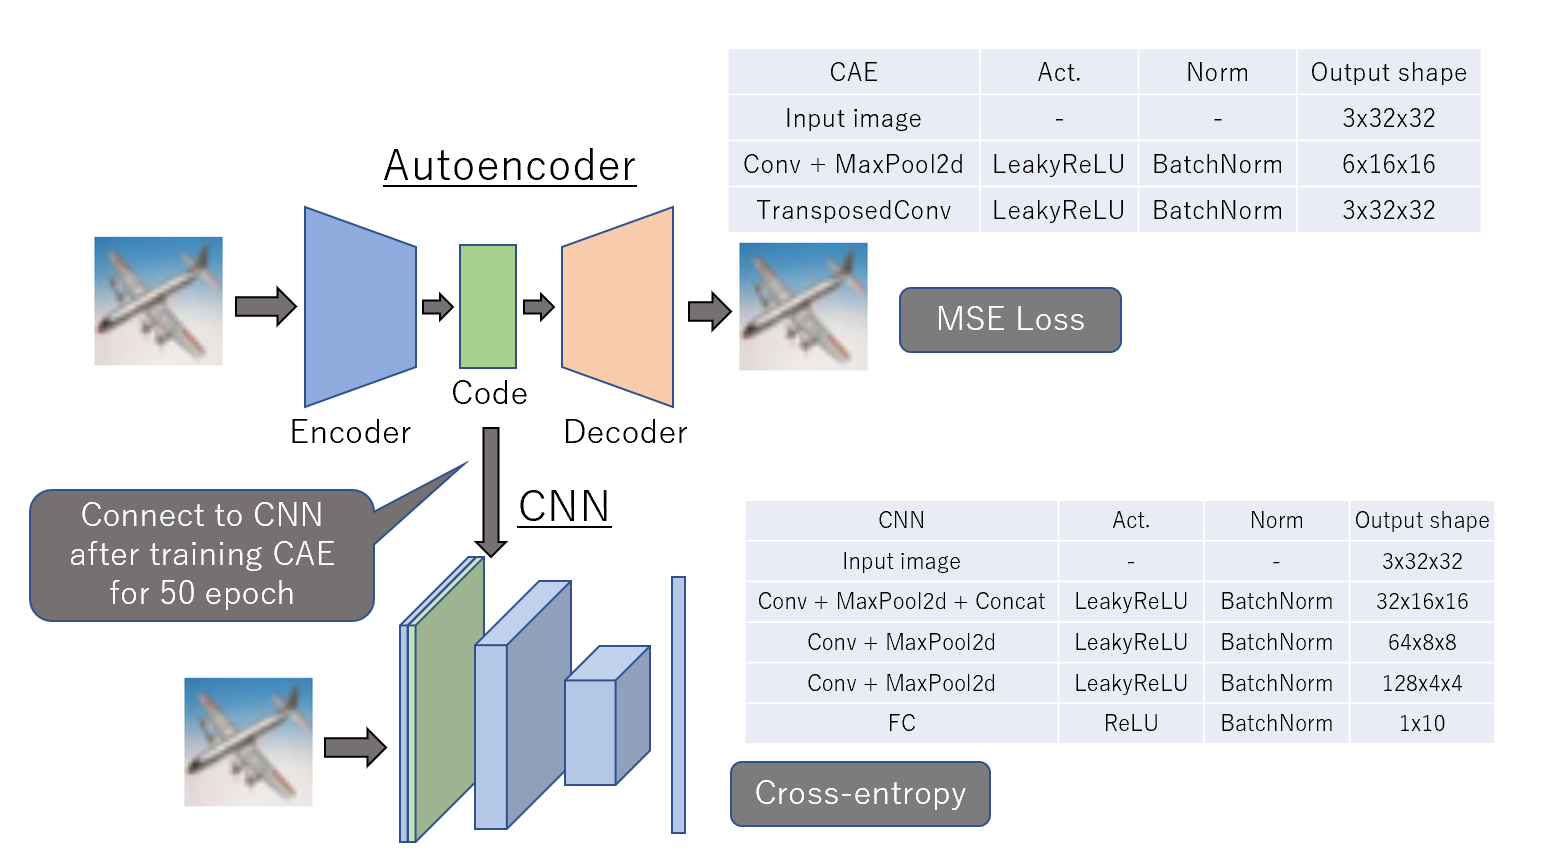 CAE Act. Norm Output shape
Input image - - 3x32x32
Conv + MaxPool2d LeakyReLU BatchNorm 6x16x16
TransposedConv LeakyReLU BatchNorm 3x32x32
Autoencoder
MSE Loss
Code
Encoder
Decoder
Connect to CNN
after training CAE
for 50 epoch
CNN
CNN Act. Norm Output shape
Input image - - 3x32x32
Conv + MaxPool2d + Concat LeakyReLU BatchNorm 32x16x16
Conv + MaxPool2d LeakyReLU BatchNorm 64x8x8
Conv + MaxPool2d LeakyReLU BatchNorm 128x4x4
FC ReLU BatchNorm 1x10
Cross-entropy